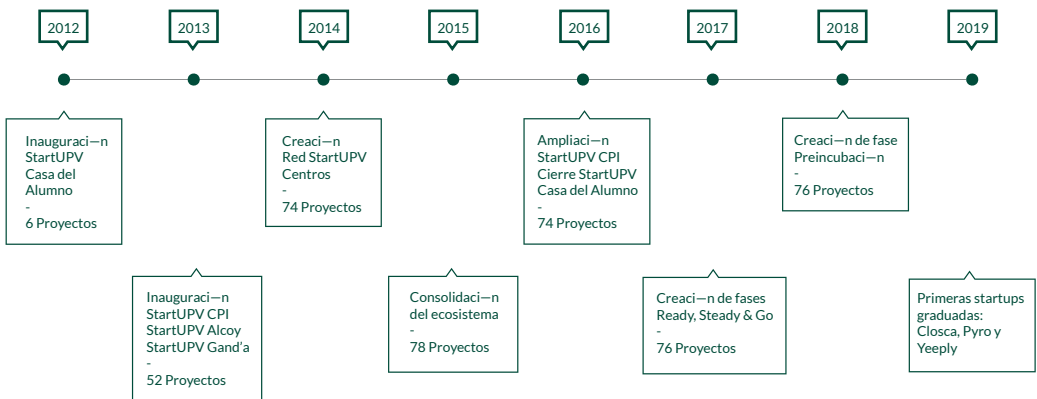 2012
2013
2014
2015
2016
2017
2018
2019
Inauguraci—n
StartUPV
Casa del
Alumno
-
6 Proyectos
Creaci—n
Red StartUPV
Centros
-
74 Proyectos
Ampliaci—n
StartUPV CPI
Cierre StartUPV
Casa del Alumno
-
74 Proyectos
Creaci—n de fase
Preincubaci—n
-
76 Proyectos
Inauguraci—n
StartUPV CPI
StartUPV Alcoy
StartUPV Gand’a
-
52 Proyectos
Consolidaci—n
del ecosistema
-
78 Proyectos
Creaci—n de fases
Ready, Steady & Go
-
76 Proyectos
Primeras startups
graduadas:
Closca, Pyro y
Yeeply